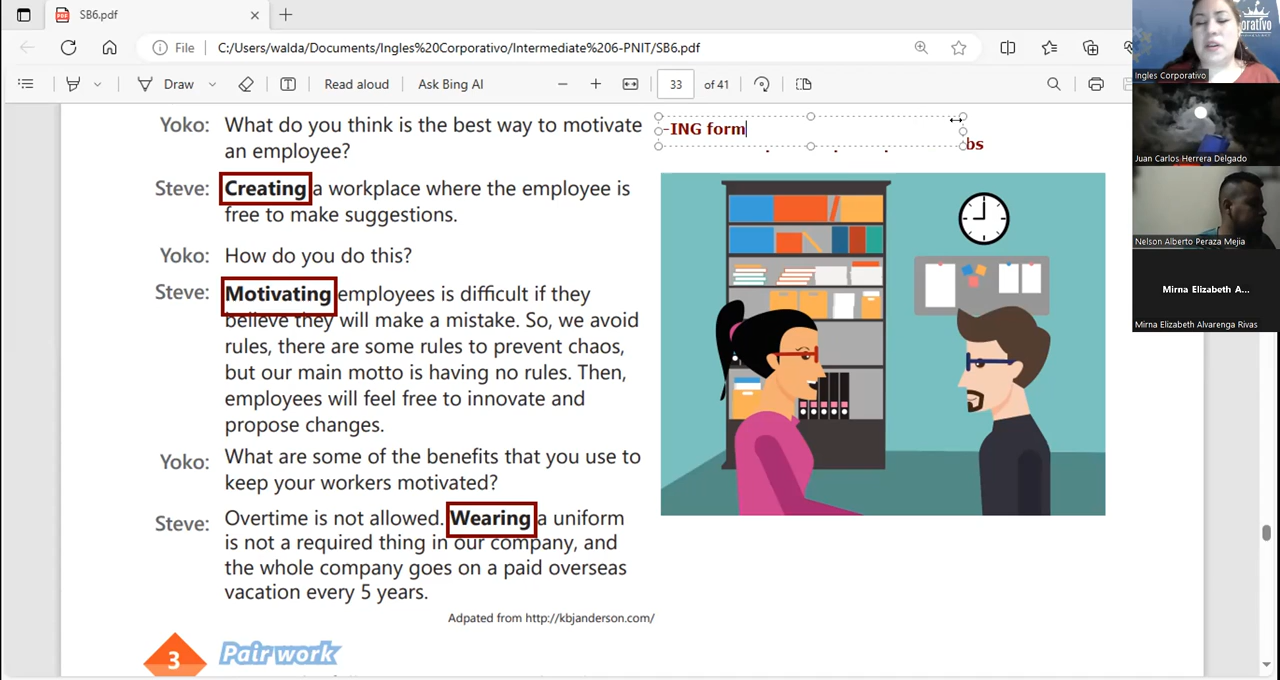 SB6.pdf
File
C:/Users/walda/Documents/Ingles%20Corporativo/Intermediate%206-PNIT/SB6.pdf
Draw
Read aloud
Ask Bing AI
33
of 41
orativo
Ingles Corporativo
Juan Carlos Herrera Delgado
Nelson Alberto Peraza Mejia
Mirna Elizabeth A...
Mirna Elizabeth Alvarenga Rivas
-ING form
bs
Yoko: What do you think is the best way to motivate
an employee?
Steve: Creating a workplace where the employee is
free to make suggestions.
Yoko: How do you do this?
Steve: Motivating employees is difficult if they
believe they will make a mistake. So, we avoid
rules, there are some rules to prevent chaos,
but our main motto is having no rules. Then,
employees will feel free to innovate and
propose changes.
Yoko: What are some of the benefits that you use to
keep your workers motivated?
Steve: Overtime is not allowed. Wearing a uniform
is not a required thing in our company, and
the whole company goes on a paid overseas
vacation every 5 years.
Adpated from http://kbjanderson.com/
3 Pair work